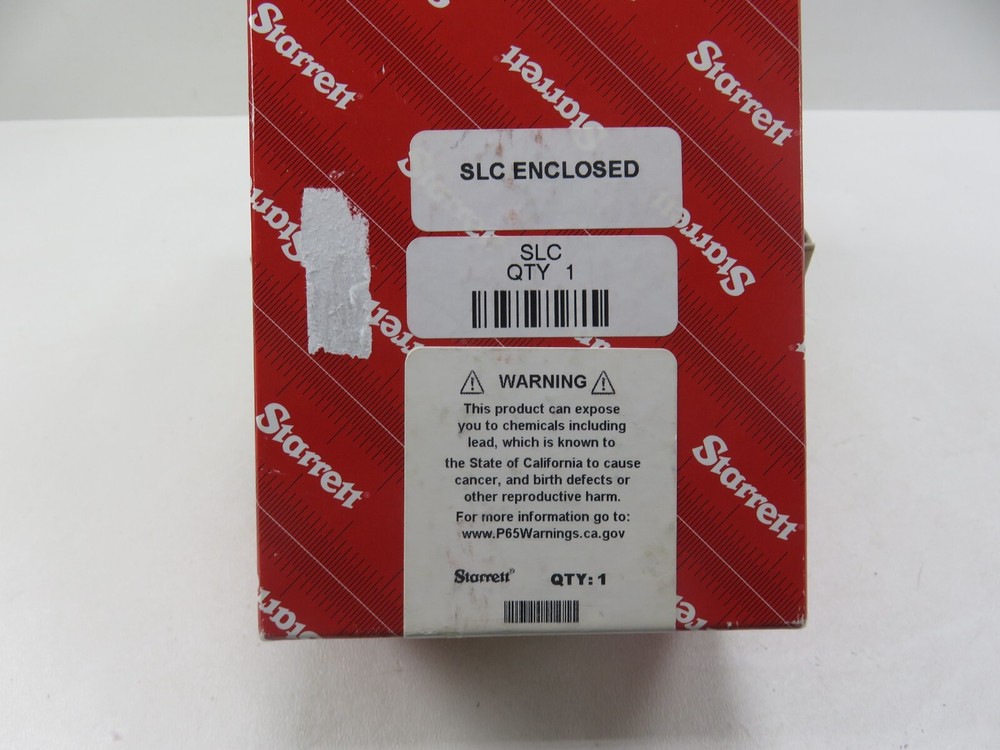 Starrett
Starrett
Starrett
SLC ENCLOSED
Starrett
Starrett
SLC
QTY 1
Starrett
WARNING
This product can expose
you to chemicals including
lead, which is known to
the State of California to cause
cancer, and birth defects or
other reproductive harm.
For more information go to:
www.P65Warnings.ca.gov
Starrett
Starrett
Starrett® QTY: 1